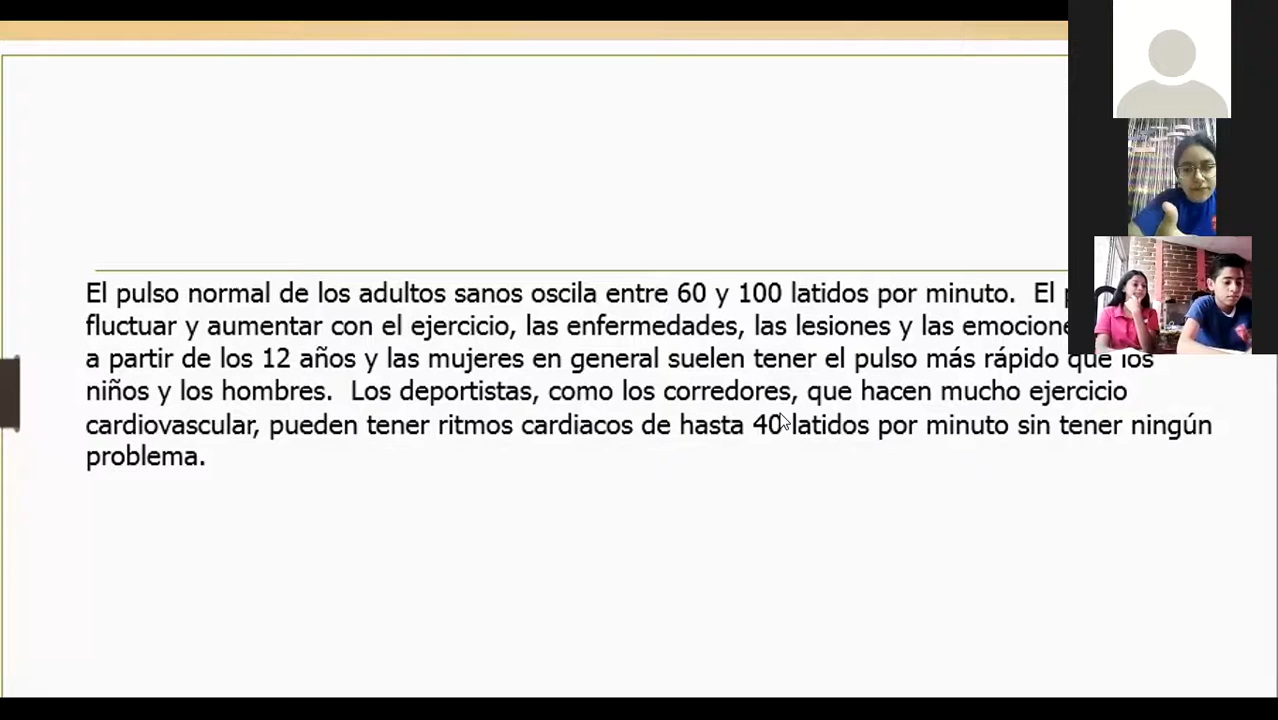 El pulso normal de los adultos sanos oscila entre 60 y 100 latidos por minuto. El
fluctuar y aumentar con el ejercicio, las enfermedades, las lesiones y las
a partir de los 12 años y las mujeres en general suelen tener el pulso más rápido que los
niños y los hombres. Los deportistas, como los corredores, que hacen mucho ejercicio
cardiovascular, pueden tener ritmos cardiacos de hasta 40 latidos por minuto sin tener ningún
problema.